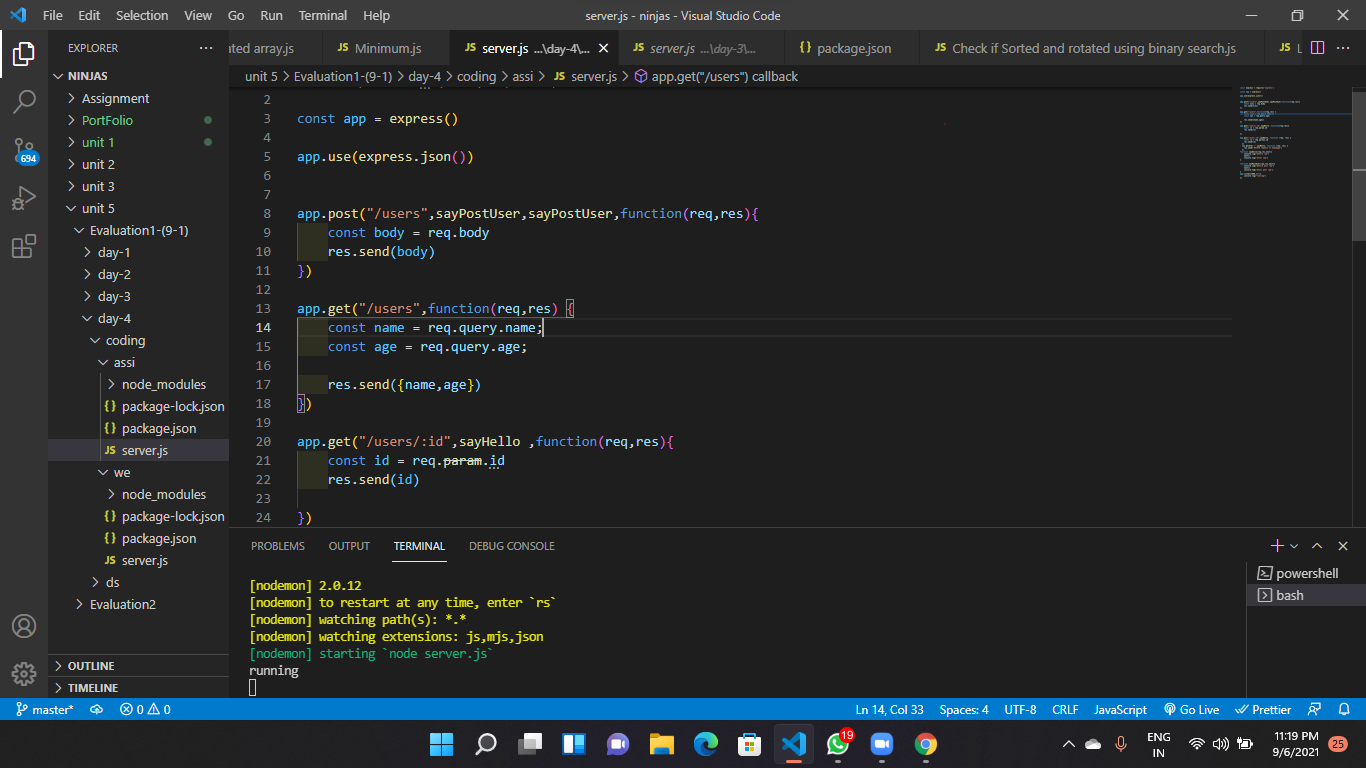 File Edit Selection View Go Run Terminal Help server.js - ninjas - Visual Studio Code
EXPLORER ···
ated array.js JS Minimum.js JS server.js ...\day-4\... JS server.js ...\day-3\... {} package.json JS Check if Sorted and rotated using binary search.js JS L
unit 5 > Evaluation1-(9-1) > day-4 > coding > assi > JS server.js > app.get("/users") callback
NINJAS
Assignment
PortFolio
unit 1
unit 2
unit 3
unit 5
Evaluation1-(9-1)
day-1
day-2
day-3
day-4
coding
assi
node_modules
{} package-lock.json
{} package.json
JS server.js
we
node_modules
{} package-lock.json
{} package.json
JS server.js
ds
Evaluation2
OUTLINE
TIMELINE
694
2
3 const app = express()
4
5 app.use(express.json())
6
7
8 app.post("/users",sayPostUser,sayPostUser,function(req,res){
9 const body = req.body
10 res.send(body)
11 })
12
13 app.get("/users",function(req,res) {
14 const name = req.query.name;
15 const age = req.query.age;
16
17 res.send({name,age})
18 })
19
20 app.get("/users/:id",sayHello ,function(req,res){
21 const id = req.param.id
22 res.send(id)
23
24 })
PROBLEMS OUTPUT TERMINAL DEBUG CONSOLE
[nodemon] 2.0.12
[nodemon] to restart at any time, enter `rs`
[nodemon] watching path(s): *.*
[nodemon] watching extensions: js,mjs,json
[nodemon] starting `node server.js`
running
powershell
bash
master* 0 0 Ln 14, Col 33 Spaces: 4 UTF-8 CRLF JavaScript Go Live Prettier
19
ENG
IN
11:19 PM
9/6/2021
25